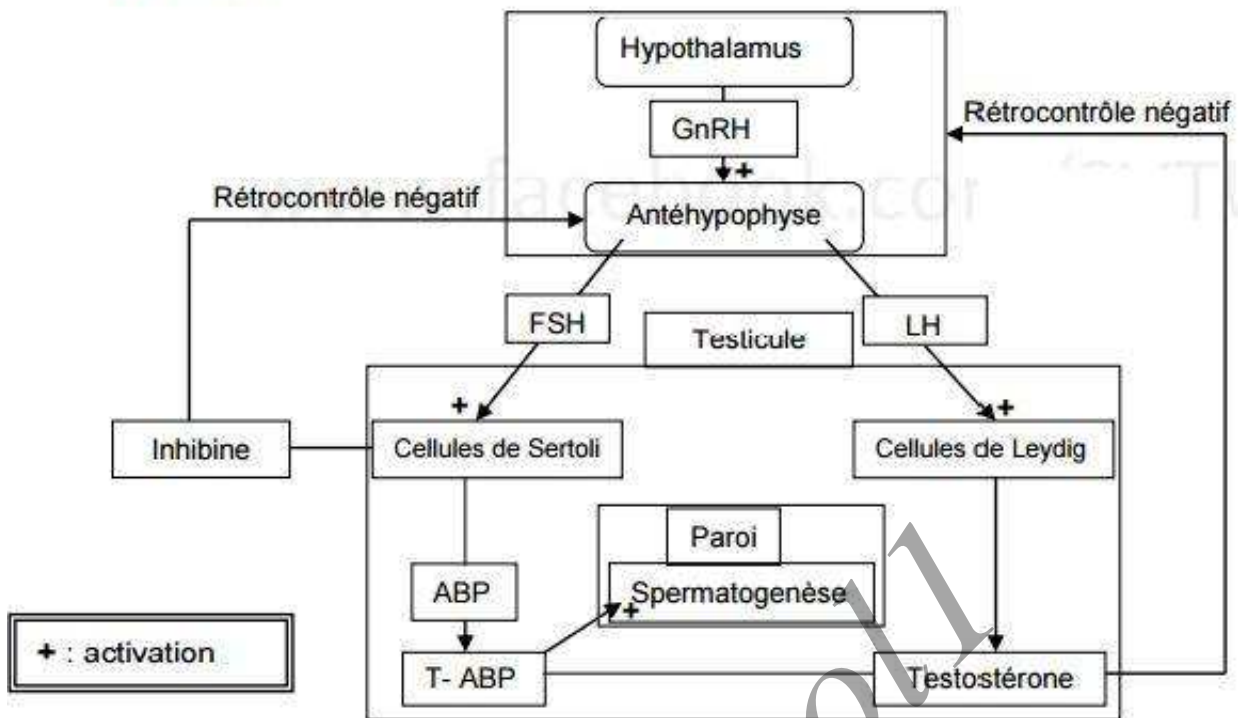 Hypothalamus
GnRH
Rétrocontrôle négatif
+
Rétrocontrôle négatif
Antéhypophyse
FSH
LH
Testicule
+
+
Inhibine
Cellules de Sertoli
Cellules de Leydig
Paroi
ABP
Spermatogenèse
+
+ : activation
T- ABP
Testostérone